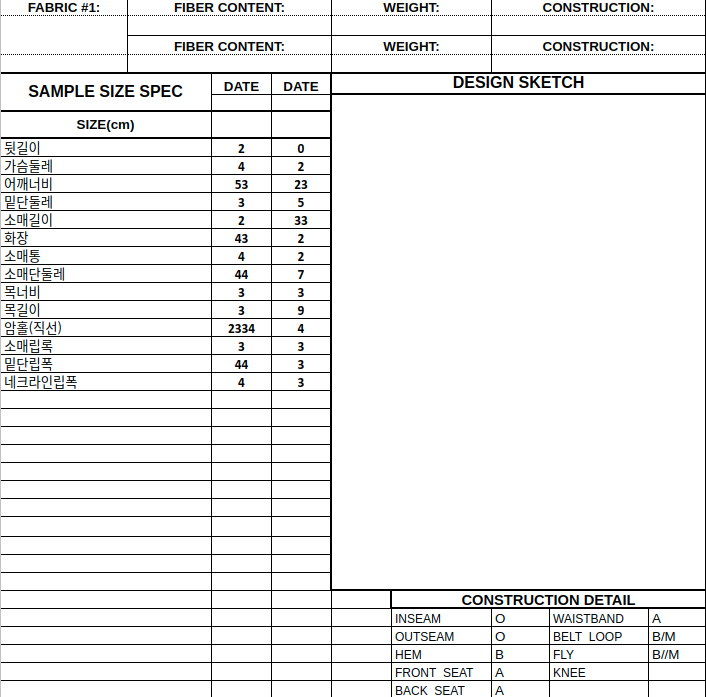 FABRIC #1: FIBER CONTENT: WEIGHT: CONSTRUCTION:
FIBER CONTENT: WEIGHT: CONSTRUCTION:
SAMPLE SIZE SPEC DATE DATE DESIGN SKETCH
SIZE(cm)
뒷길이 2 0
가슴둘레 4 2
어깨너비 53 23
밑단둘레 3 5
소매길이 2 33
화장 43 2
소매통 4 2
소매단둘레 44 7
목너비 3 3
목길이 3 9
암홀(직선) 2334 4
소매립록 3 3
밑단립폭 44 3
네크라인립폭 4 3
CONSTRUCTION DETAIL
INSEAM O WAISTBAND A
OUTSEAM O BELT LOOP B/M
HEM B FLY B//M
FRONT SEAT A KNEE
BACK SEAT A